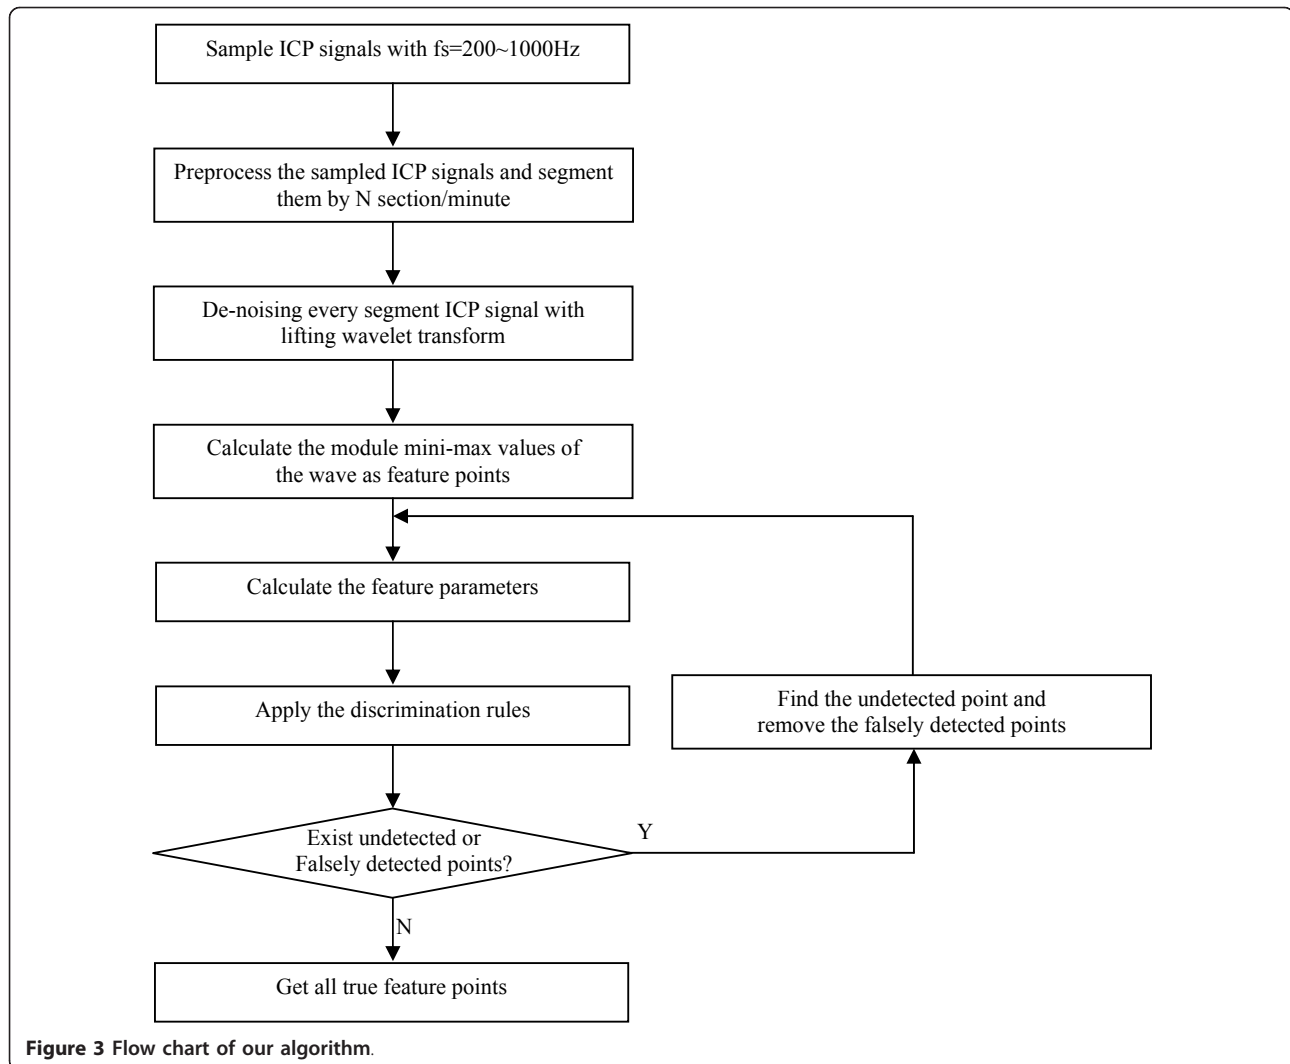 Sample ICP signals with fs=200~1000Hz
Preprocess the sampled ICP signals and segment
them by N section/minute
De-noising every segment ICP signal with
lifting wavelet transform
Calculate the module mini-max values of
the wave as feature points
Calculate the feature parameters
Apply the discrimination rules
Find the undetected point and
remove the falsely detected points
Exist undetected or
Falsely detected points?
Y
N
Get all true feature points
Figure 3 Flow chart of our algorithm.